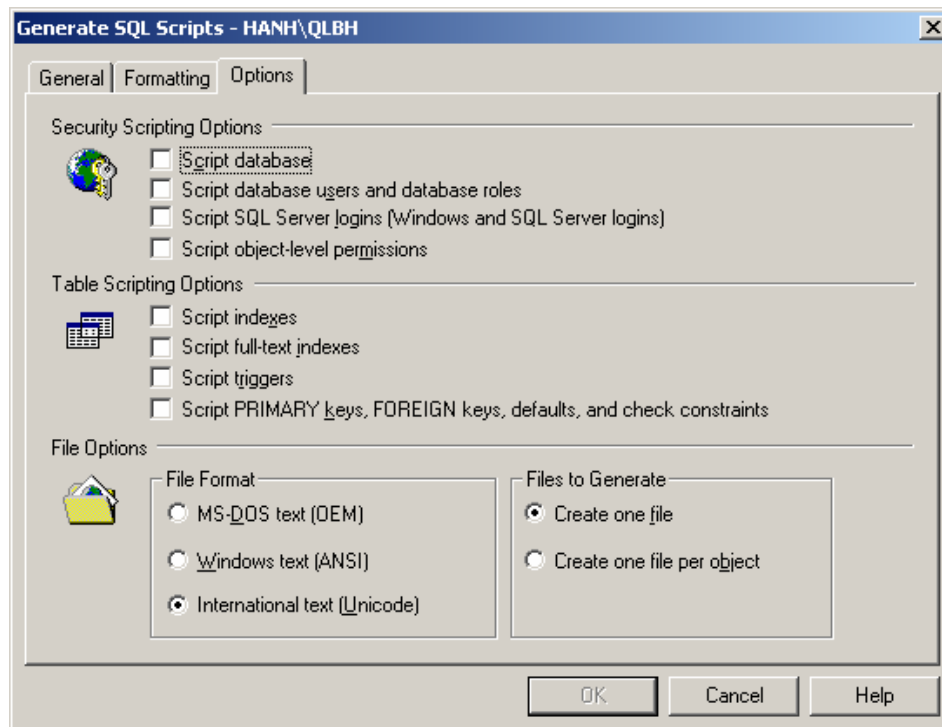 Generate SQL Scripts - HANH\QLBH
General Formatting Options
Security Scripting Options
Script database
Script database users and database roles
Script SQL Server logins (Windows and SQL Server logins)
Script object-level permissions
Table Scripting Options
Script indexes
Script full-text indexes
Script triggers
Script PRIMARY keys, FOREIGN keys, defaults, and check constraints
File Options
File Format
MS-DOS text (OEM)
Windows text (ANSI)
International text (Unicode)
Files to Generate
Create one file
Create one file per object
OK Cancel Help